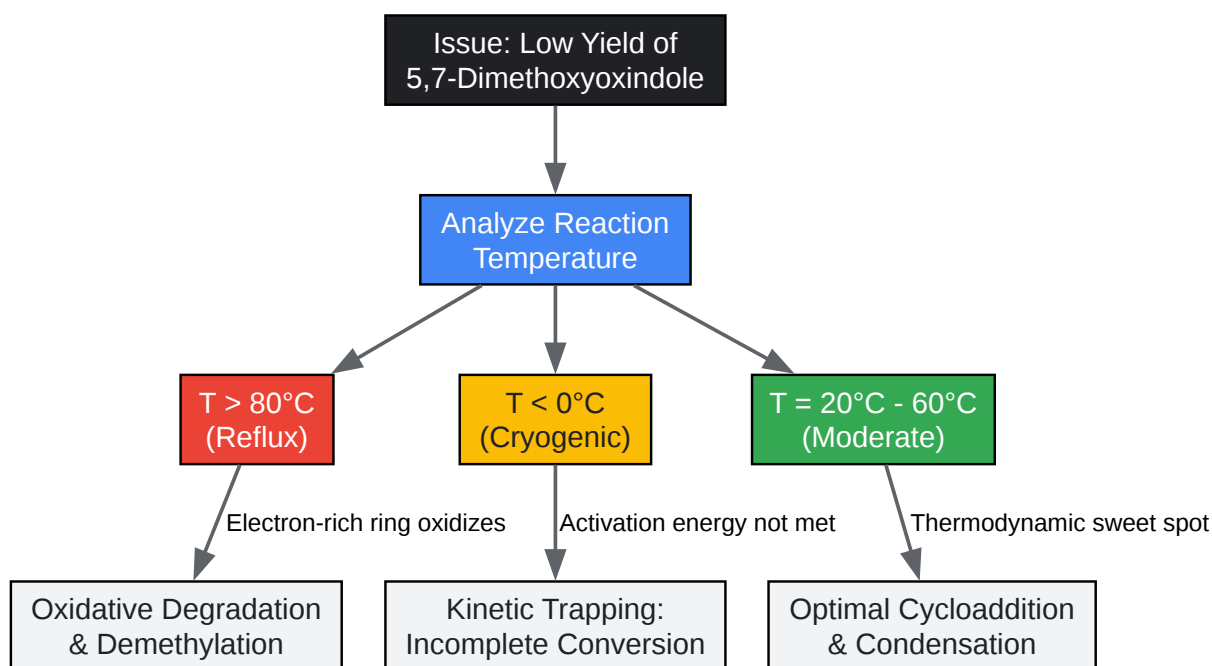 Issue: Low Yield of
5,7-Dimethoxyoxindole
Analyze Reaction
Temperature
T > 80°C
(Reflux)
T < 0°C
(Cryogenic)
T = 20°C - 60°C
(Moderate)
Electron-rich ring oxidizes
Activation energy not met
Thermodynamic sweet spot
Oxidative Degradation
& Demethylation
Kinetic Trapping:
Incomplete Conversion
Optimal Cycloaddition
& Condensation